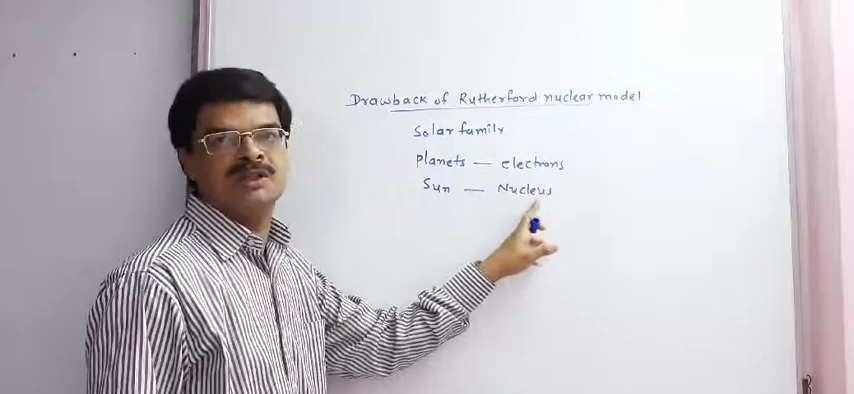 Drawback of Rutherford nuclear model
Solar family
Planets — electrons
Sun — Nucleus